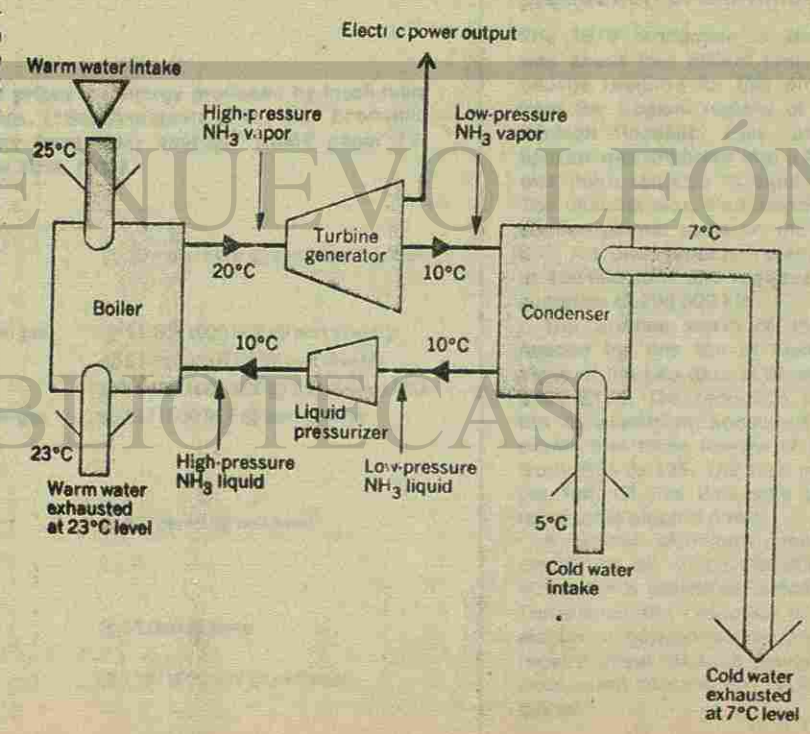 Electric power output
Warm water intake
High-pressure
NH3 vapor
Low-pressure
NH3 vapor
25°C
DE NUEVO LEÓN
7°C
Turbine
generator
20°C
10°C
Boiler
Condenser
10°C
10°C
BIBLIOTECAS
Liquid
pressurizer
23°C
High-pressure
NH3 liquid
Low-pressure
NH3 liquid
Warm water
exhausted
at 23°C level
5°C
Cold water
intake
Cold water
exhausted
at 7°C level